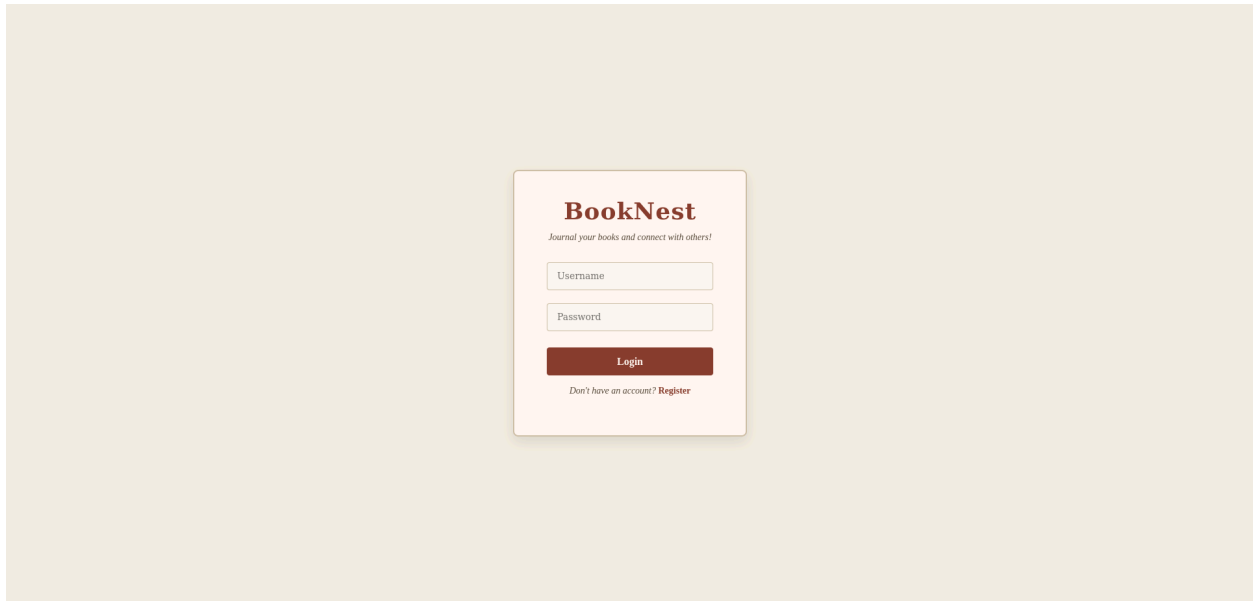 BookNest
Journal your books and connect with others!
Username
Password
Login
Don't have an account? Register